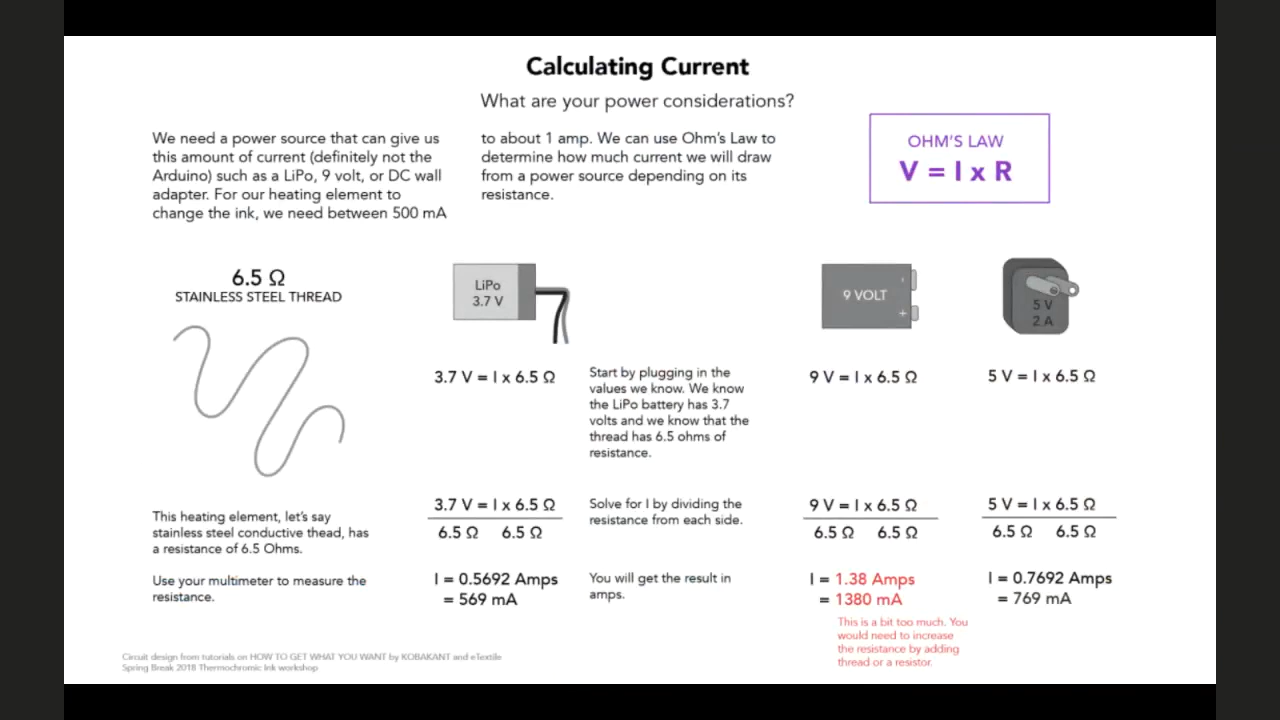 Calculating Current
What are your power considerations?
We need a power source that can give us
this amount of current (definitely not the
Arduino) such as a LiPo, 9 volt, or DC wall
adapter. For our heating element to
change the ink, we need between 500 mA
to about 1 amp. We can use Ohm's Law to
determine how much current we will draw
from a power source depending on its
resistance.
OHM'S LAW
V = I x R
6.5 Ω
STAINLESS STEEL THREAD
This heating element, let's say
stainless steel conductive thead, has
a resistance of 6.5 Ohms.
Use your multimeter to measure the
resistance.
LiPo
3.7 V
3.7 V = I x 6.5 Ω
3.7 V = I x 6.5 Ω
6.5 Ω 6.5 Ω
I = 0.5692 Amps
= 569 mA
Start by plugging in the
values we know. We know
the LiPo battery has 3.7
volts and we know that the
thread has 6.5 ohms of
resistance.
Solve for I by dividing the
resistance from each side.
You will get the result in
amps.
9 VOLT
- 
+
9 V = I x 6.5 Ω
9 V = I x 6.5 Ω
6.5 Ω 6.5 Ω
I = 1.38 Amps
= 1380 mA
This is a bit too much. You
would need to increase
the resistance by adding
thread or a resistor.
5 V
2 A
5 V = I x 6.5 Ω
5 V = I x 6.5 Ω
6.5 Ω 6.5 Ω
I = 0.7692 Amps
= 769 mA
Circuit design from tutorials on HOW TO GET WHAT YOU WANT by KOBAKANT and eTextile
Spring Break 2018 Thermochromic Ink workshop